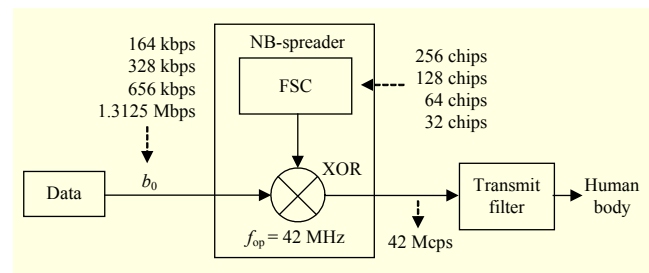 164 kbps
328 kbps
656 kbps
1.3125 Mbps
NB-spreader
FSC
256 chips
128 chips
64 chips
32 chips
Data
b₀
XOR
f_op = 42 MHz
42 Mcps
Transmit
filter
Human
body